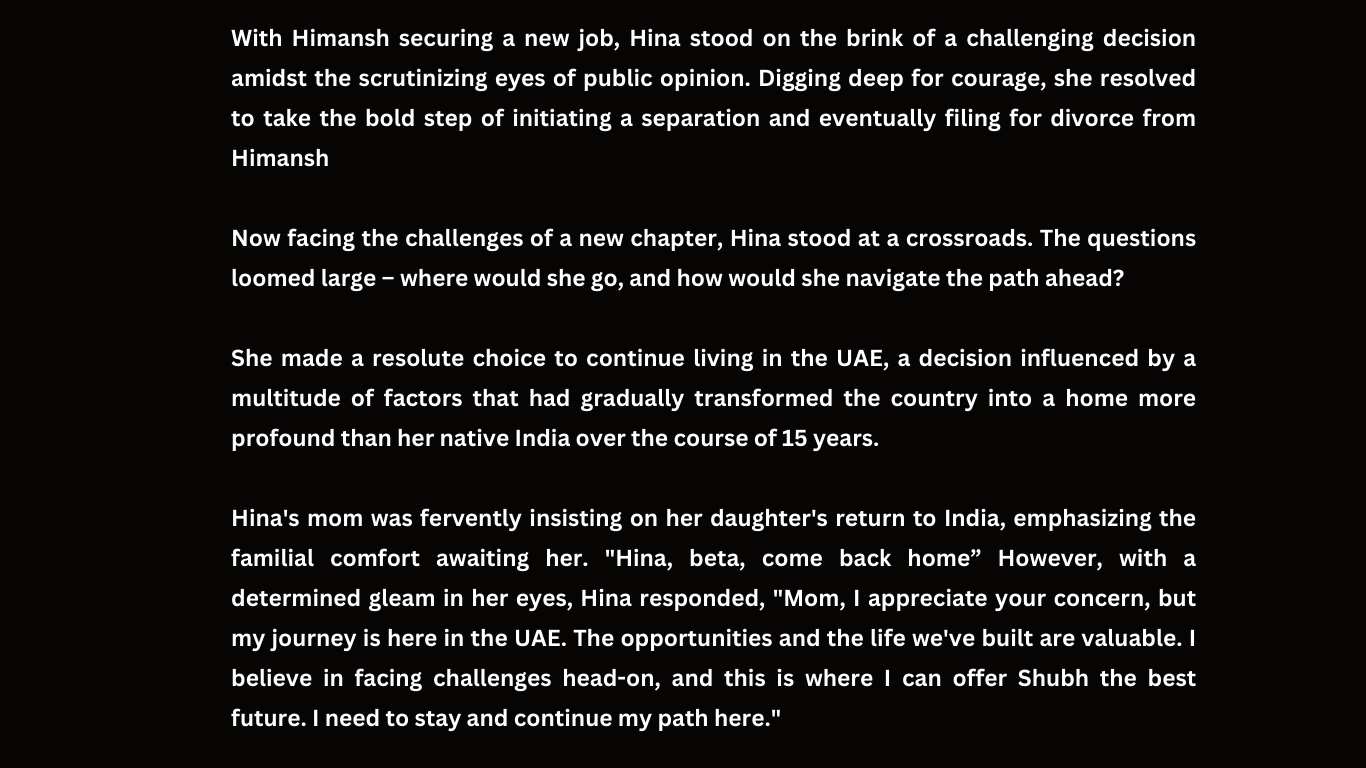 With Himansh securing a new job, Hina stood on the brink of a challenging decision
amidst the scrutinizing eyes of public opinion. Digging deep for courage, she resolved
to take the bold step of initiating a separation and eventually filing for divorce from
Himansh
Now facing the challenges of a new chapter, Hina stood at a crossroads. The questions
loomed large – where would she go, and how would she navigate the path ahead?
She made a resolute choice to continue living in the UAE, a decision influenced by a
multitude of factors that had gradually transformed the country into a home more
profound than her native India over the course of 15 years.
Hina's mom was fervently insisting on her daughter's return to India, emphasizing the
familial comfort awaiting her. "Hina, beta, come back home” However, with a
determined gleam in her eyes, Hina responded, "Mom, I appreciate your concern, but
my journey is here in the UAE. The opportunities and the life we've built are valuable. I
believe in facing challenges head-on, and this is where I can offer Shubh the best
future. I need to stay and continue my path here."